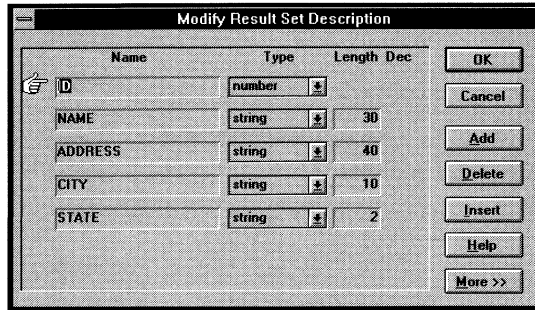 Modify Result Set Description
Name Type Length Dec
ID number
NAME string 30
ADDRESS string 40
CITY string 10
STATE string 2
OK
Cancel
Add
Delete
Insert
Help
More >>